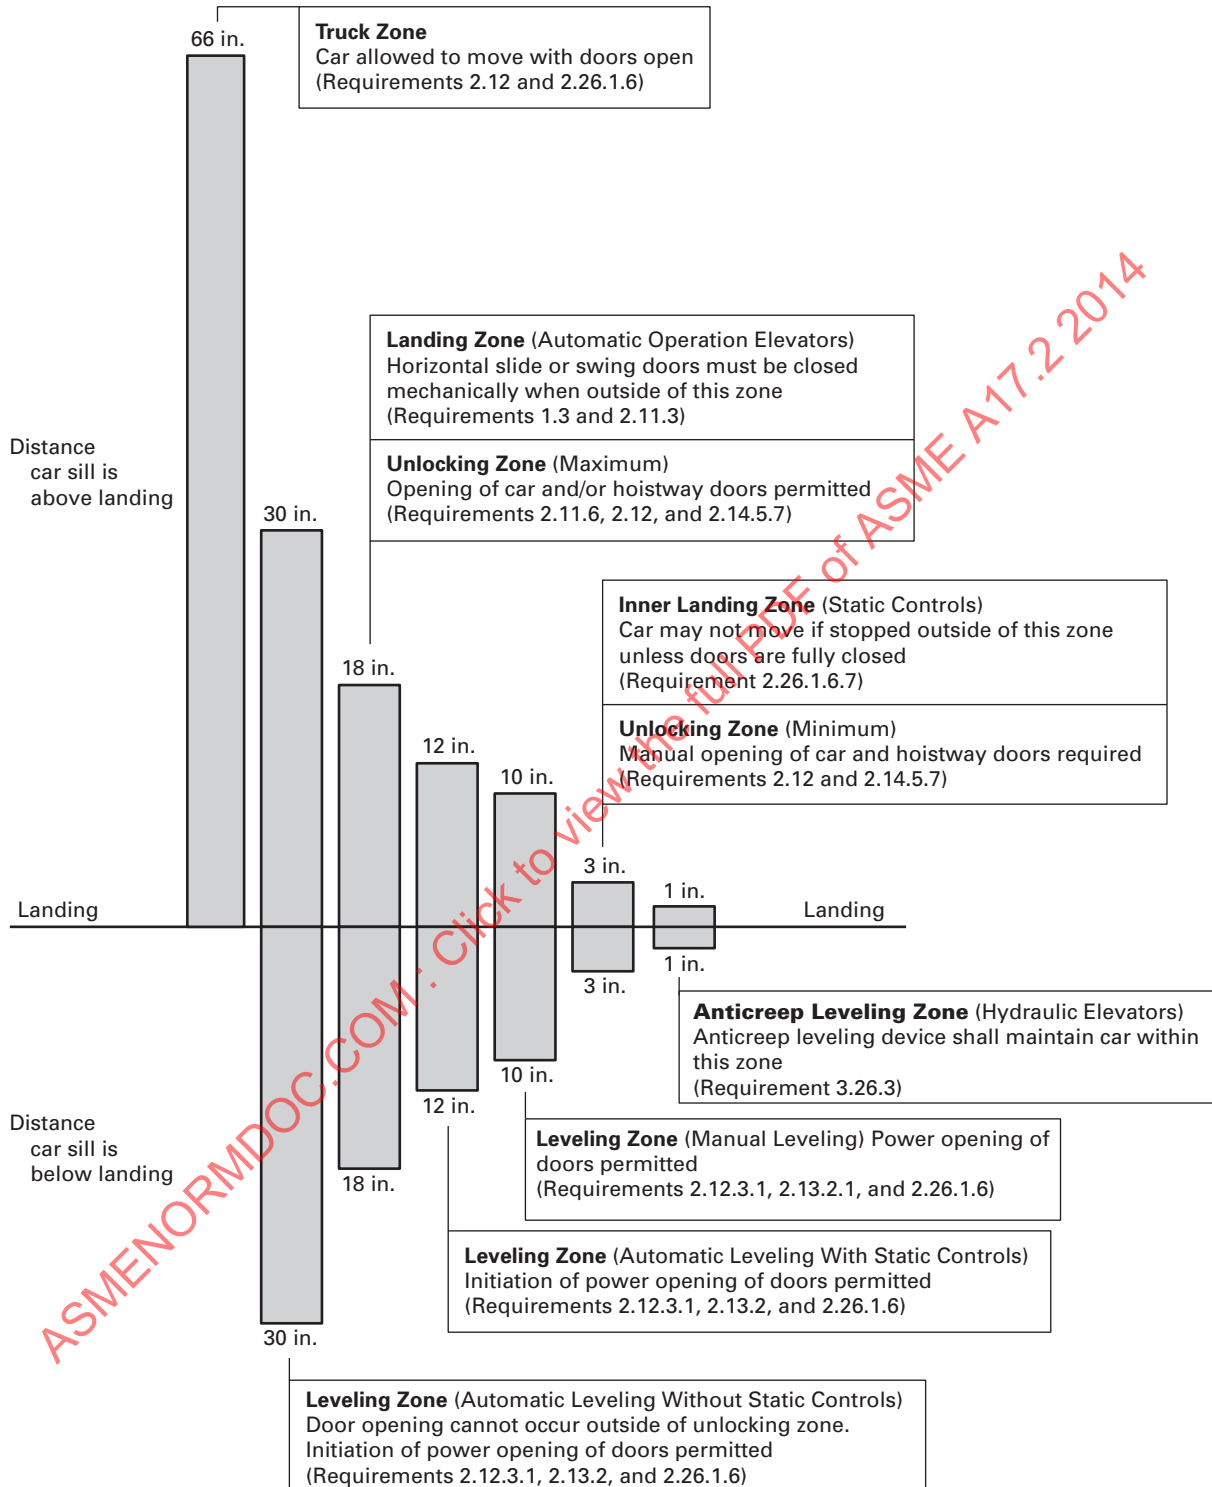 66 in.
Truck Zone
Car allowed to move with doors open
(Requirements 2.12 and 2.26.1.6)
Landing Zone (Automatic Operation Elevators)
Horizontal slide or swing doors must be closed
mechanically when outside of this zone
(Requirements 1.3 and 2.11.3)
Unlocking Zone (Maximum)
Opening of car and/or hoistway doors permitted
(Requirements 2.11.6, 2.12, and 2.14.5.7)
Distance
car sill is
above landing
30 in.
Inner Landing Zone (Static Controls)
Car may not move if stopped outside of this zone
unless doors are fully closed
(Requirement 2.26.1.6.7)
Unlocking Zone (Minimum)
Manual opening of car and hoistway doors required
(Requirements 2.12 and 2.14.5.7)
18 in.
12 in.
10 in.
3 in.
1 in.
Landing
Landing
1 in.
3 in.
Anticreep Leveling Zone (Hydraulic Elevators)
Anticreep leveling device shall maintain car within
this zone
(Requirement 3.26.3)
10 in.
12 in.
Distance
car sill is
below landing
Leveling Zone (Manual Leveling) Power opening of
doors permitted
(Requirements 2.12.3.1, 2.13.2.1, and 2.26.1.6)
18 in.
Leveling Zone (Automatic Leveling With Static Controls)
Initiation of power opening of doors permitted
(Requirements 2.12.3.1, 2.13.2, and 2.26.1.6)
30 in.
Leveling Zone (Automatic Leveling Without Static Controls)
Door opening cannot occur outside of unlocking zone.
Initiation of power opening of doors permitted
(Requirements 2.12.3.1, 2.13.2, and 2.26.1.6)
ASMENORMDOC.COM : Click to view the full PDF of ASME A17.2 2014